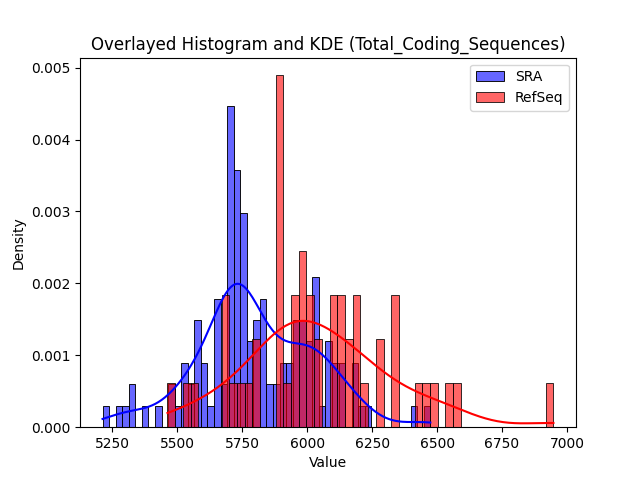 Overlayed Histogram and KDE (Total_Coding_Sequences)
SRA
RefSeq
0.005
0.004
0.003
0.002
0.001
0.000
Density
5250 5500 5750 6000 6250 6500 6750 7000
Value